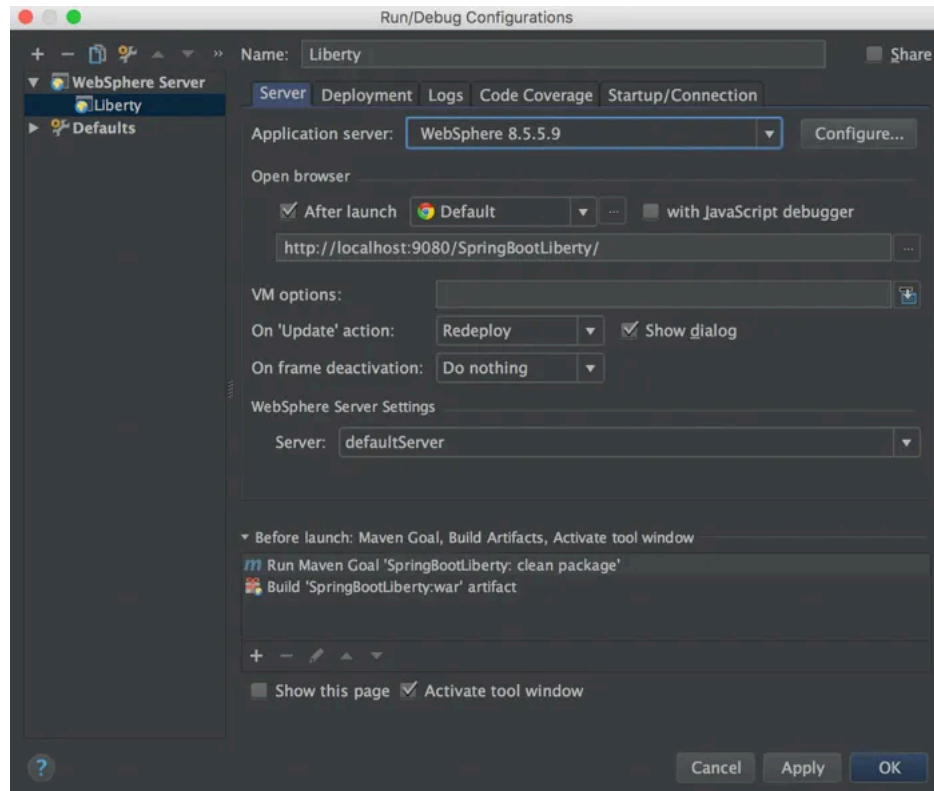 Run/Debug Configurations
Name: Liberty Share
WebSphere Server
Liberty
Defaults
Server Deployment Logs Code Coverage Startup/Connection
Application server: WebSphere 8.5.5.9 Configure...
Open browser
After launch Default ... with JavaScript debugger
http://localhost:9080/SpringBootLiberty/ ...
VM options:
On 'Update' action: Redeploy Show dialog
On frame deactivation: Do nothing
WebSphere Server Settings
Server: defaultServer
Before launch: Maven Goal, Build Artifacts, Activate tool window
Run Maven Goal 'SpringBootLiberty: clean package'
Build 'SpringBootLiberty:war' artifact
Show this page Activate tool window
? Cancel Apply OK